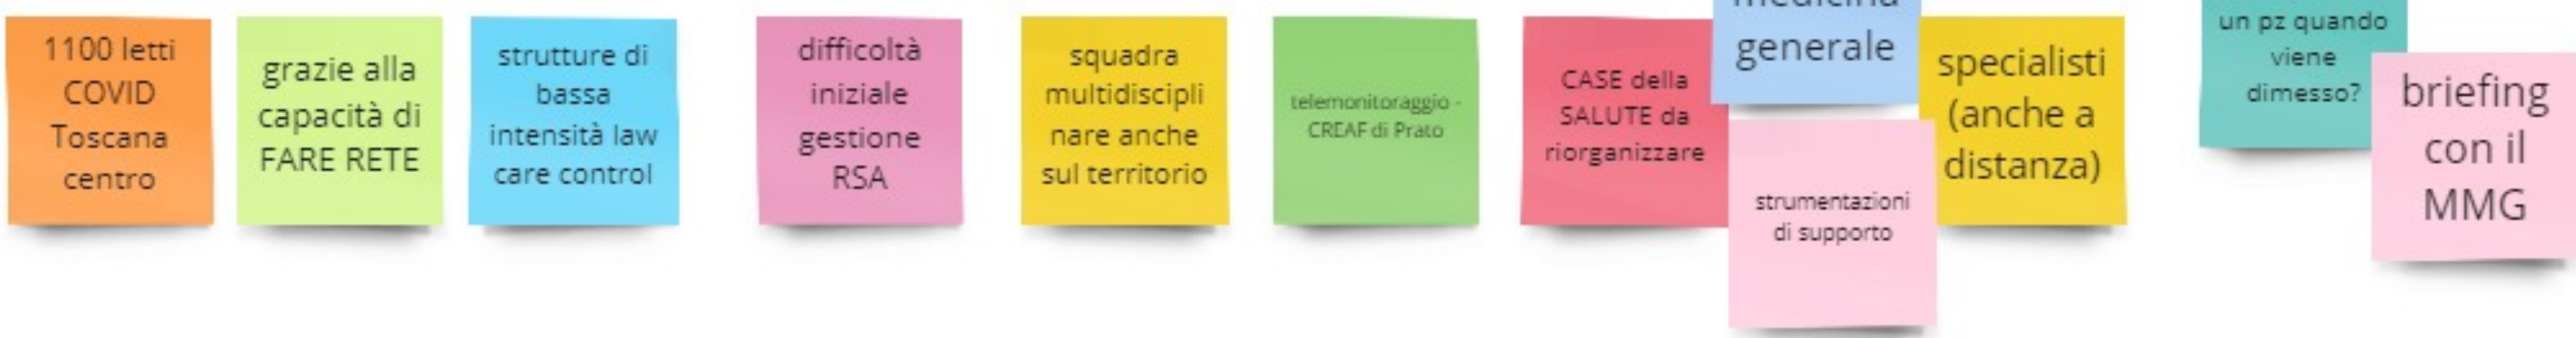 1100 letti
COVID
Toscana
centro
grazie alla
capacità di
FARE RETE
strutture di
bassa
intensità law
care control
difficoltà
iniziale
gestione
RSA
squadra
multidiscipli
nare anche
sul territorio
telemonitoraggio -
CREAF di Prato
CASE della
SALUTE da
riorganizzare
generale
strumentazioni
di supporto
specialisti
(anche a
distanza)
un pz quando
viene
dimesso?
briefing
con il
MMG